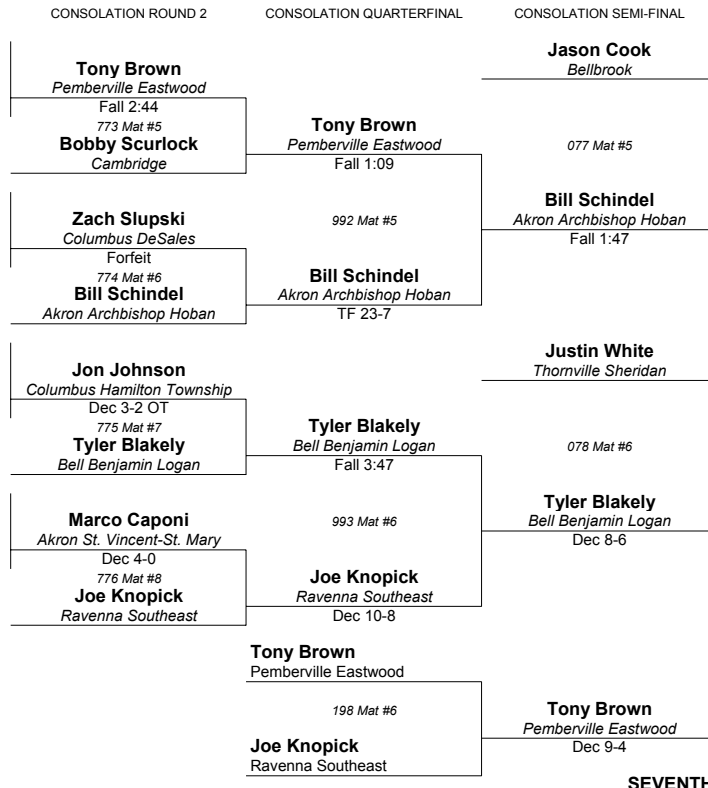 CONSOLATION ROUND 2 CONSOLATION QUARTERFINAL CONSOLATION SEMI-FINAL
Jason Cook
Bellbrook
Tony Brown
Pemberville Eastwood
Fall 2:44
773 Mat #5
Bobby Scurlock
Cambridge
Tony Brown
Pemberville Eastwood
Fall 1:09
077 Mat #5
Zach Slupski
Columbus DeSales
Forfeit
774 Mat #6
Bill Schindel
Akron Archbishop Hoban
992 Mat #5
Bill Schindel
Akron Archbishop Hoban
TF 23-7
Bill Schindel
Akron Archbishop Hoban
Fall 1:47
Justin White
Thornville Sheridan
Jon Johnson
Columbus Hamilton Township
Dec 3-2 OT
775 Mat #7
Tyler Blakely
Bell Benjamin Logan
Tyler Blakely
Bell Benjamin Logan
Fall 3:47
078 Mat #6
Marco Caponi
Akron St. Vincent-St. Mary
Dec 4-0
776 Mat #8
Joe Knopick
Ravenna Southeast
993 Mat #6
Joe Knopick
Ravenna Southeast
Dec 10-8
Tyler Blakely
Bell Benjamin Logan
Dec 8-6
Tony Brown
Pemberville Eastwood
198 Mat #6
Joe Knopick
Ravenna Southeast
Tony Brown
Pemberville Eastwood
Dec 9-4
SEVENTH